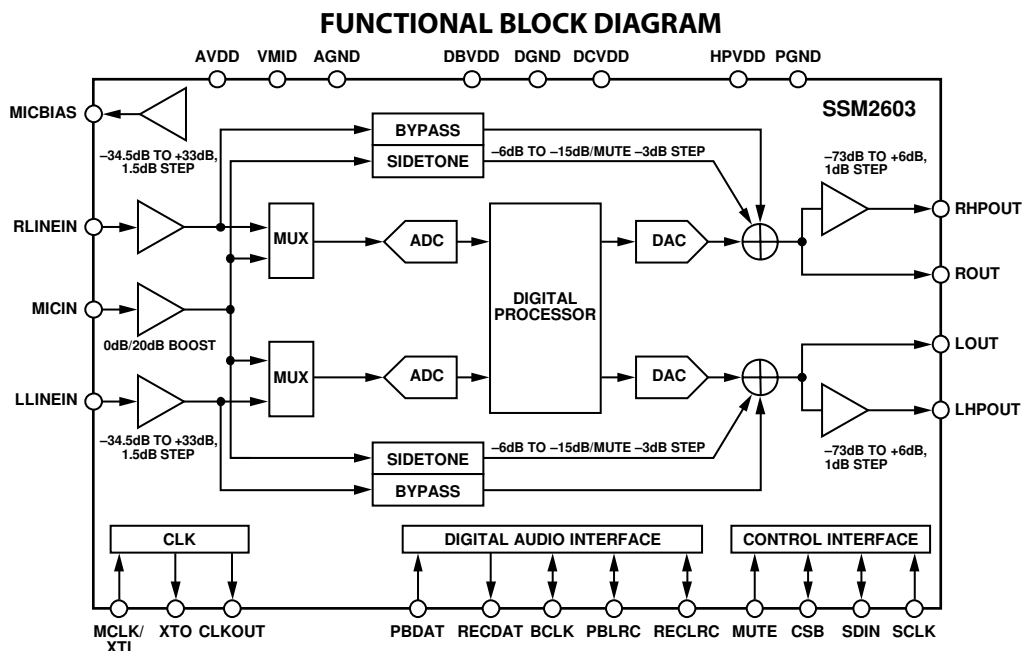 FUNCTIONAL BLOCK DIAGRAM
AVDD VMID AGND DBVDD DGND DCVDD HPVDD PGND
MICBIAS
SSM2603
BYPASS
–34.5dB TO +33dB,
1.5dB STEP
SIDETONE
–6dB TO –15dB/MUTE –3dB STEP
–73dB TO +6dB,
1dB STEP
RLINEIN
MUX
ADC
DAC
RHPOUT
ROUT
MICIN
DIGITAL
PROCESSOR
0dB/20dB BOOST
LOUT
MUX
ADC
DAC
LLINEIN
LHPOUT
–34.5dB TO +33dB,
1.5dB STEP
–6dB TO –15dB/MUTE –3dB STEP
–73dB TO +6dB,
1dB STEP
SIDETONE
BYPASS
CLK
DIGITAL AUDIO INTERFACE
CONTROL INTERFACE
MCLK/
XTI
XTO CLKOUT
PBDAT RECDAT BCLK PBLRC RECLRC
MUTE CSB SDIN SCLK